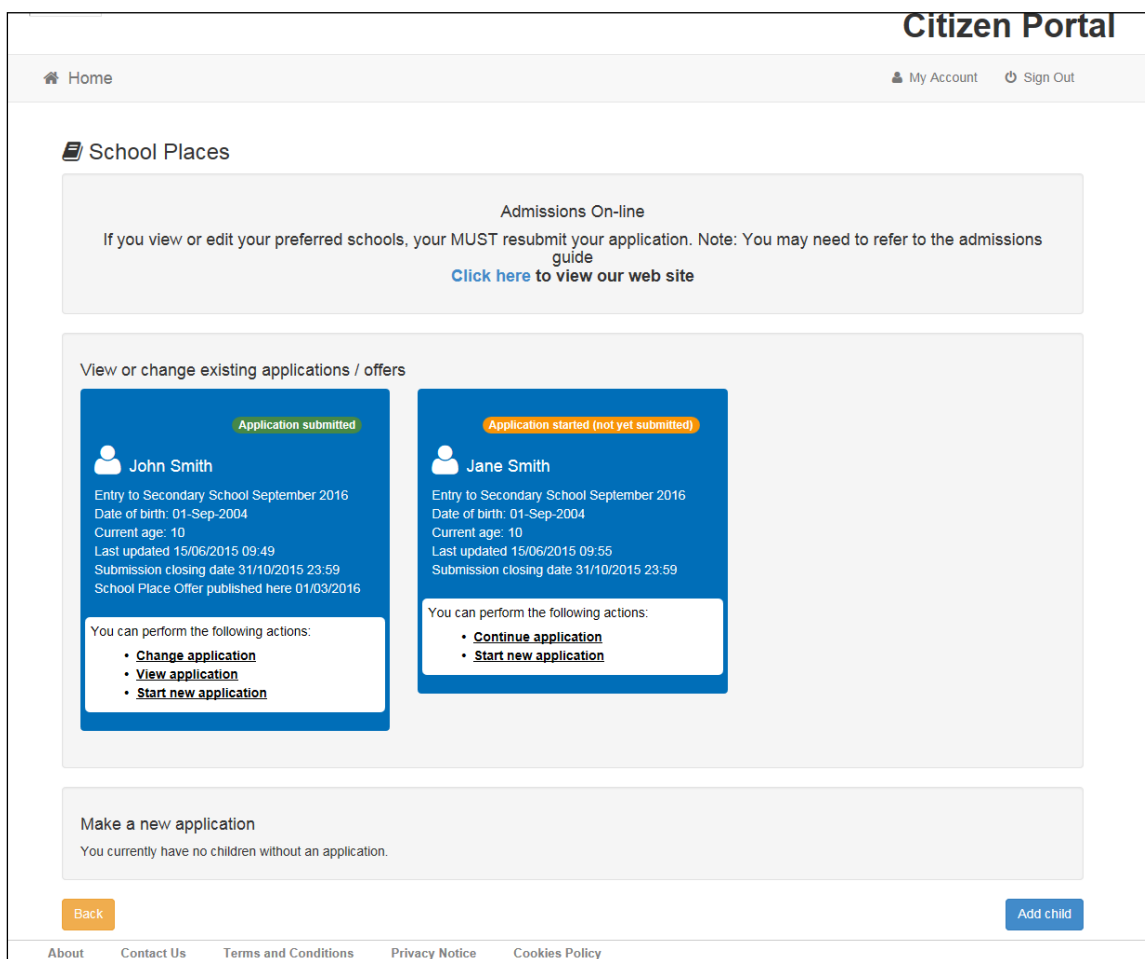 Citizen Portal
Home
My Account
Sign Out
School Places
Admissions On-line
If you view or edit your preferred schools, your MUST resubmit your application. Note: You may need to refer to the admissions
guide
Click here to view our web site
View or change existing applications / offers
Application submitted
John Smith
Entry to Secondary School September 2016
Date of birth: 01-Sep-2004
Current age: 10
Last updated 15/06/2015 09:49
Submission closing date 31/10/2015 23:59
School Place Offer published here 01/03/2016
You can perform the following actions:
• Change application
• View application
• Start new application
Application started (not yet submitted)
Jane Smith
Entry to Secondary School September 2016
Date of birth: 01-Sep-2004
Current age: 10
Last updated 15/06/2015 09:55
Submission closing date 31/10/2015 23:59
You can perform the following actions:
• Continue application
• Start new application
Make a new application
You currently have no children without an application.
Back
Add child
About
Contact Us
Terms and Conditions
Privacy Notice
Cookies Policy